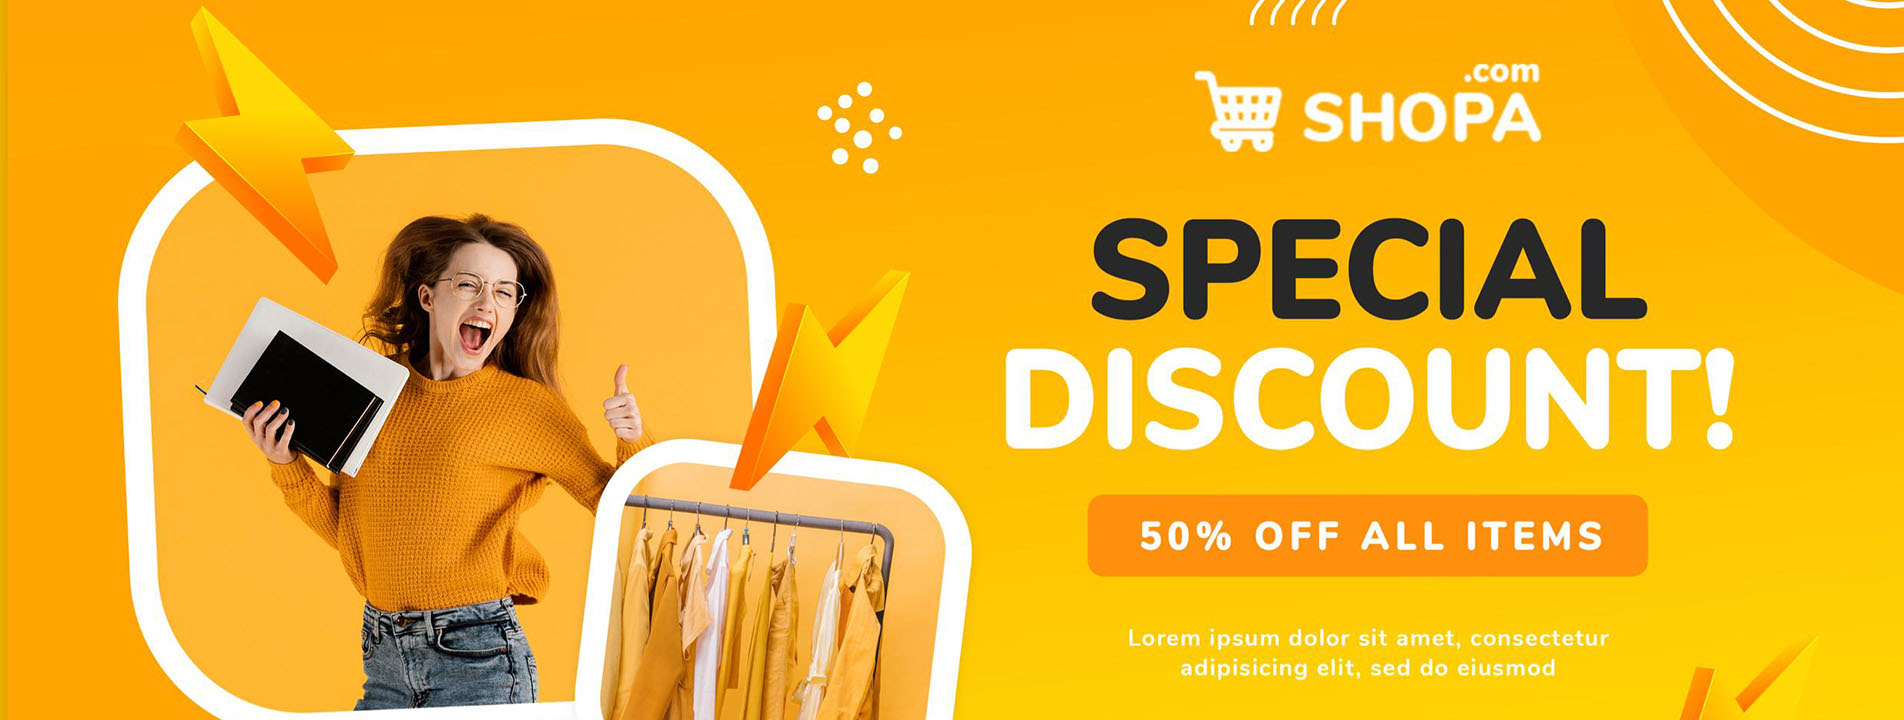 .com
SHOPA
SPECIAL
DISCOUNT!
50% OFF ALL ITEMS
Lorem ipsum dolor sit amet, consectetur
adipisicing elit, sed do eiusmod